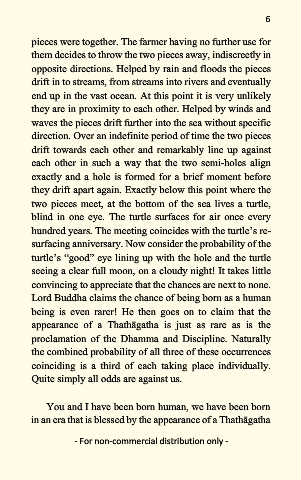 6
pieces were together. The farmer having no further use for
them decides to throw the two pieces away, indiscreetly in
opposite directions. Helped by rain and floods the pieces
drift in to streams, from streams into rivers and eventually
end up in the vast ocean. At this point it is very unlikely
they are in proximity to each other. Helped by winds and
waves the pieces drift further into the sea without specific
direction. Over an indefinite period of time the two pieces
drift towards each other and remarkably line up against
each other in such a way that the two semi-holes align
exactly and a hole is formed for a brief moment before
they drift apart again. Exactly below this point where the
two pieces meet, at the bottom of the sea lives a turtle,
blind in one eye. The turtle surfaces for air once every
hundred years. The meeting coincides with the turtle’s re-
surfacing anniversary. Now consider the probability of the
turtle’s “good” eye lining up with the hole and the turtle
seeing a clear full moon, on a cloudy night! It takes little
convincing to appreciate that the chances are next to none.
Lord Buddha claims the chance of being born as a human
being is even rarer! He then goes on to claim that the
appearance of a Thathāgatha is just as rare as is the
proclamation of the Dhamma and Discipline. Naturally
the combined probability of all three of these occurrences
coinciding is a third of each taking place individually.
Quite simply all odds are against us.
You and I have been born human, we have been born
in an era that is blessed by the appearance of a Thathāgatha
- For non-commercial distribution only -